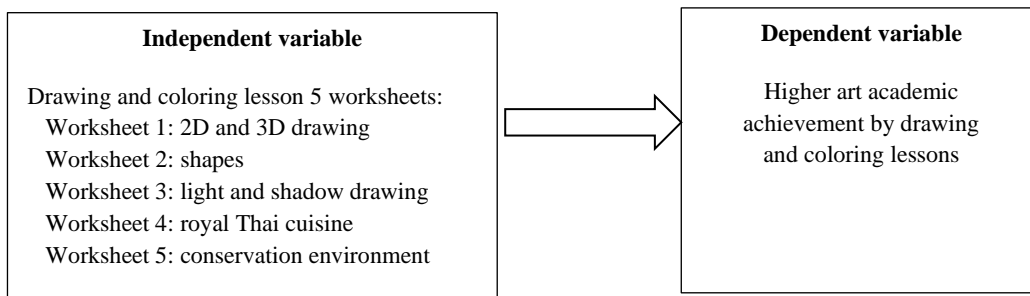 Independent variable
Drawing and coloring lesson 5 worksheets:
Worksheet 1: 2D and 3D drawing
Worksheet 2: shapes
Worksheet 3: light and shadow drawing
Worksheet 4: royal Thai cuisine
Worksheet 5: conservation environment
Dependent variable
Higher art academic
achievement by drawing
and coloring lessons